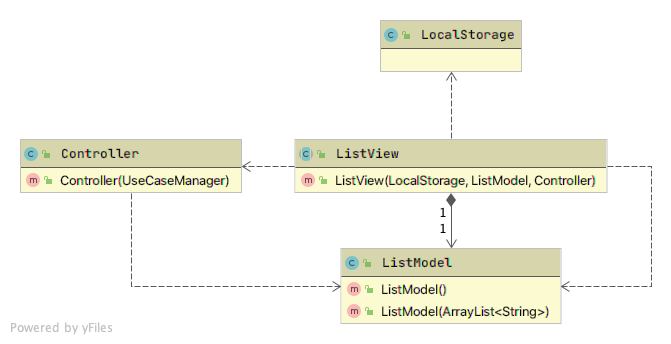 LocalStorage
Controller
Controller(UseCaseManager)
ListView
ListView(LocalStorage, ListModel, Controller)
1
1
ListModel
ListModel()
ListModel(ArrayList<String>)
Powered by yFiles